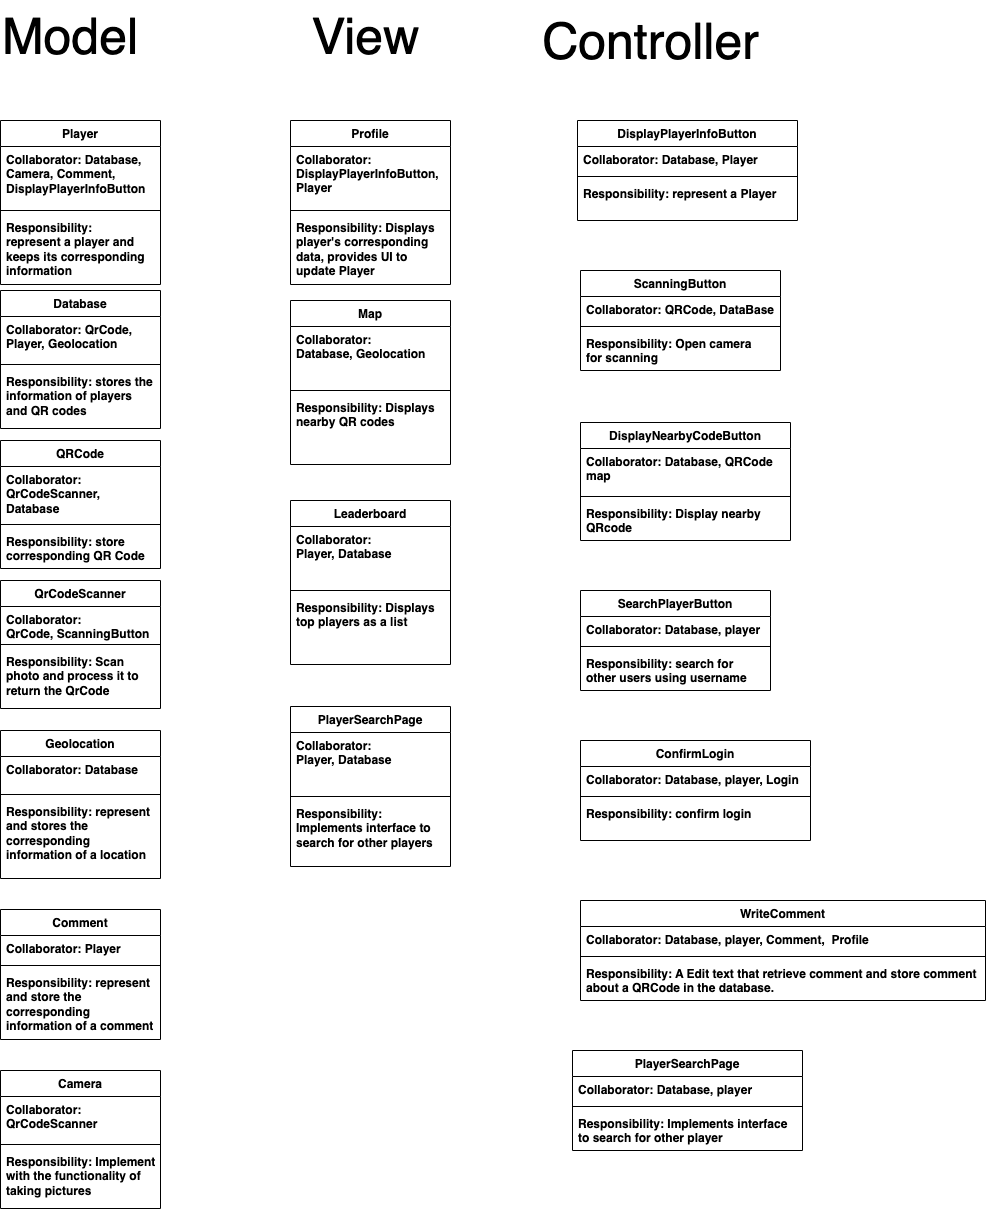 Model
View
Controller
Player
Collaborator: Database,
Camera, Comment,
DisplayPlayerInfoButton
Responsibility:
represent a player and
keeps its corresponding
information
Database
Collaborator: QrCode,
Player, Geolocation
Responsibility: stores the
information of players
and QR codes
QRCode
Collaborator:
QrCodeScanner,
Database
Responsibility: store
corresponding QR Code
QrCodeScanner
Collaborator:
QrCode, ScanningButton
Responsibility: Scan
photo and process it to
return the QrCode
Geolocation
Collaborator: Database
Responsibility: represent
and stores the
corresponding
information of a location
Comment
Collaborator: Player
Responsibility: represent
and store the
corresponding
information of a comment
Camera
Collaborator:
QrCodeScanner
Responsibility: Implement
with the functionality of
taking pictures
Profile
Collaborator:
DisplayPlayerInfoButton,
Player
Responsibility: Displays
player's corresponding
data, provides UI to
update Player
Map
Collaborator:
Database, Geolocation
Responsibility: Displays
nearby QR codes
Leaderboard
Collaborator:
Player, Database
Responsibility: Displays
top players as a list
PlayerSearchPage
Collaborator:
Player, Database
Responsibility:
Implements interface to
search for other players
DisplayPlayerInfoButton
Collaborator: Database, Player
Responsibility: represent a Player
ScanningButton
Collaborator: QRCode, DataBase
Responsibility: Open camera
for scanning
DisplayNearbyCodeButton
Collaborator: Database, QRCode
map
Responsibility: Display nearby
QRcode
SearchPlayerButton
Collaborator: Database, player
Responsibility: search for
other users using username
ConfirmLogin
Collaborator: Database, player, Login
Responsibility: confirm login
WriteComment
Collaborator: Database, player, Comment,  Profile
Responsibility: A Edit text that retrieve comment and store comment
about a QRCode in the database.
PlayerSearchPage
Collaborator: Database, player
Responsibility: Implements interface
to search for other player